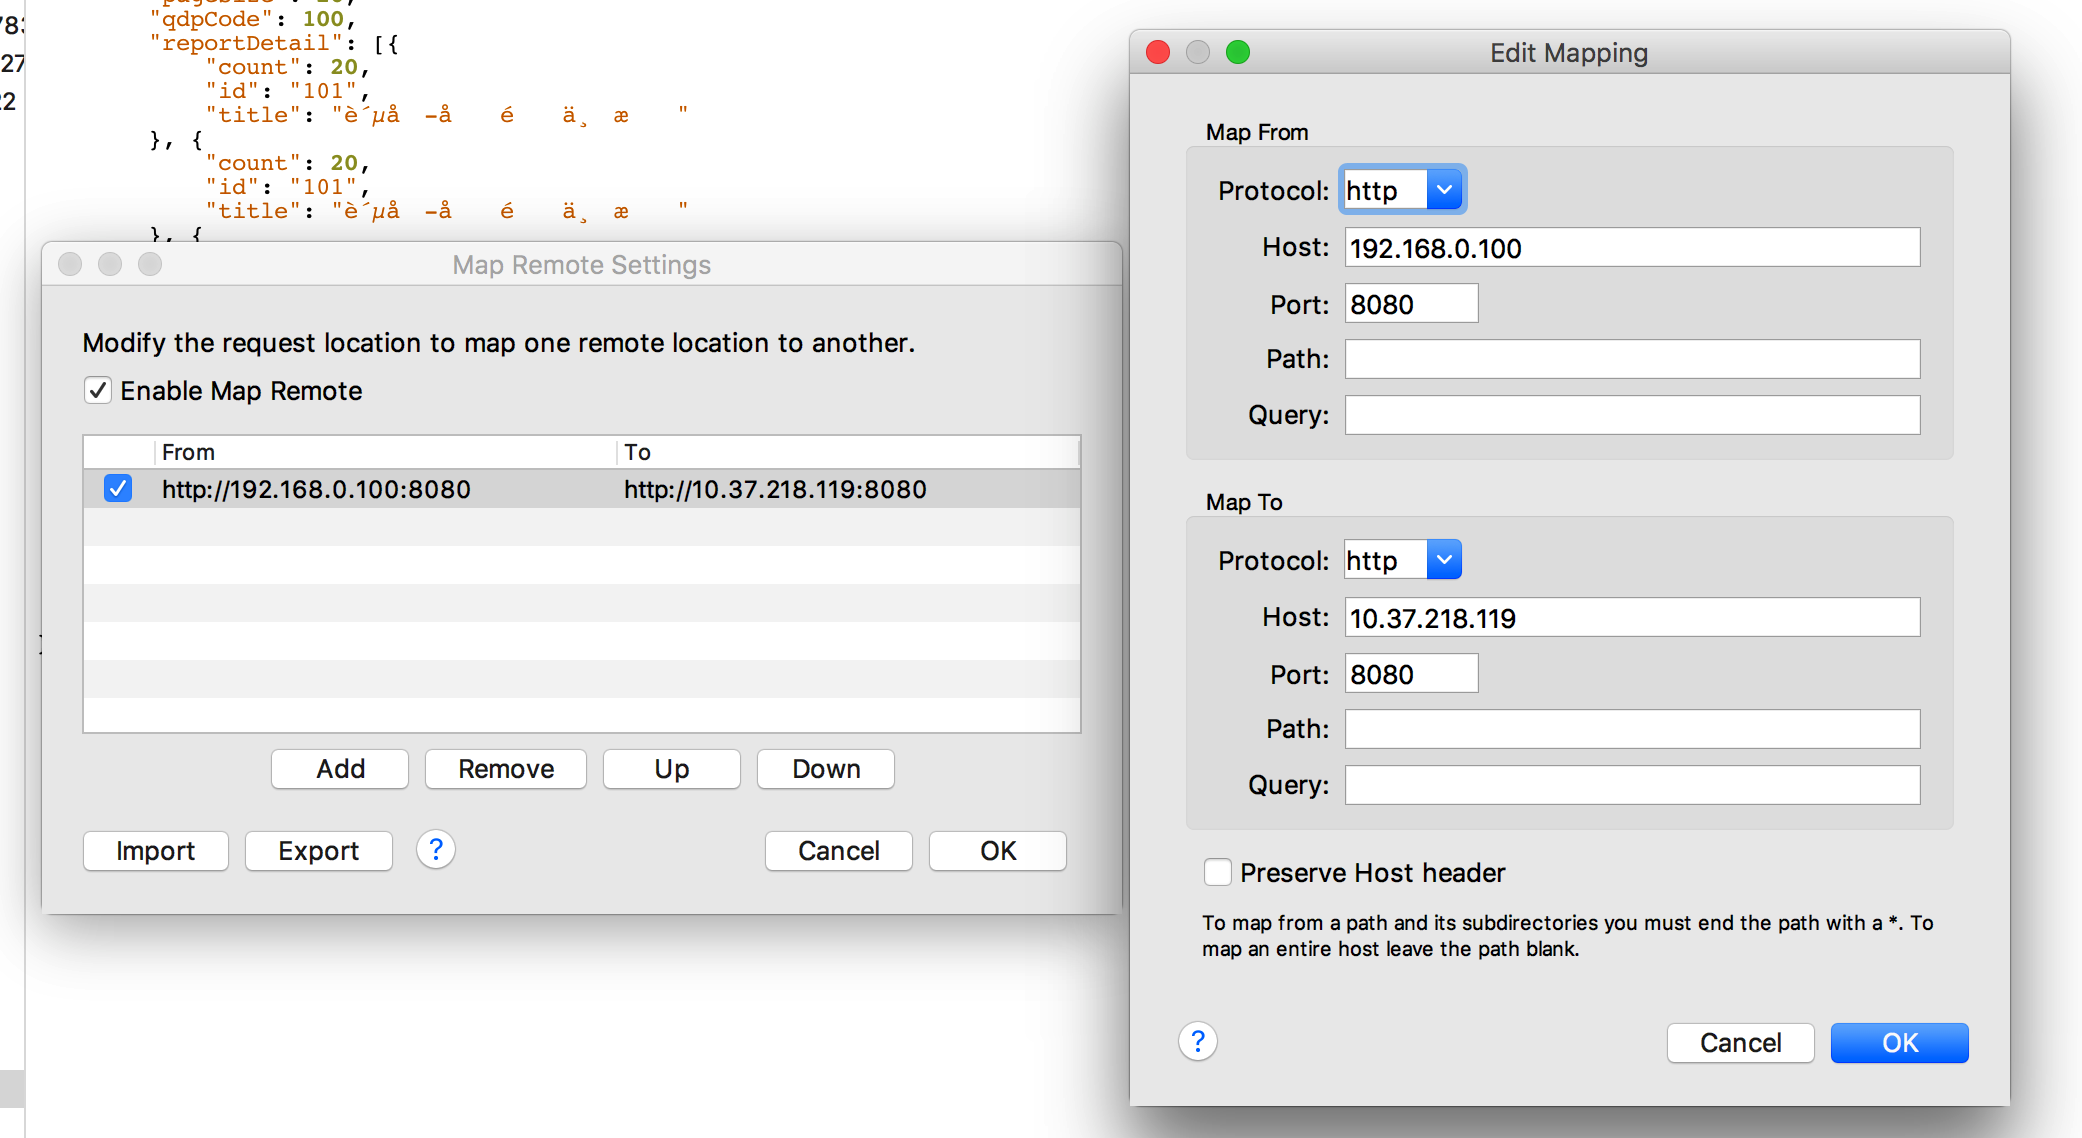 "qdpCode": 100,
"reportDetail": [{
"count": 20,
"id": "101",
"title": "è´µå -å é ä¸ æ "
}, {
"count": 20,
"id": "101",
"title": "è´µå -å é ä¸ æ "
}, {
27
22
Map Remote Settings
Modify the request location to map one remote location to another.
Enable Map Remote
From To
http://192.168.0.100:8080 http://10.37.218.119:8080
Add Remove Up Down
Import Export ? Cancel OK
Edit Mapping
Map From
Protocol: http
Host: 192.168.0.100
Port: 8080
Path:
Query:
Map To
Protocol: http
Host: 10.37.218.119
Port: 8080
Path:
Query:
Preserve Host header
To map from a path and its subdirectories you must end the path with a *. To
map an entire host leave the path blank.
? Cancel OK